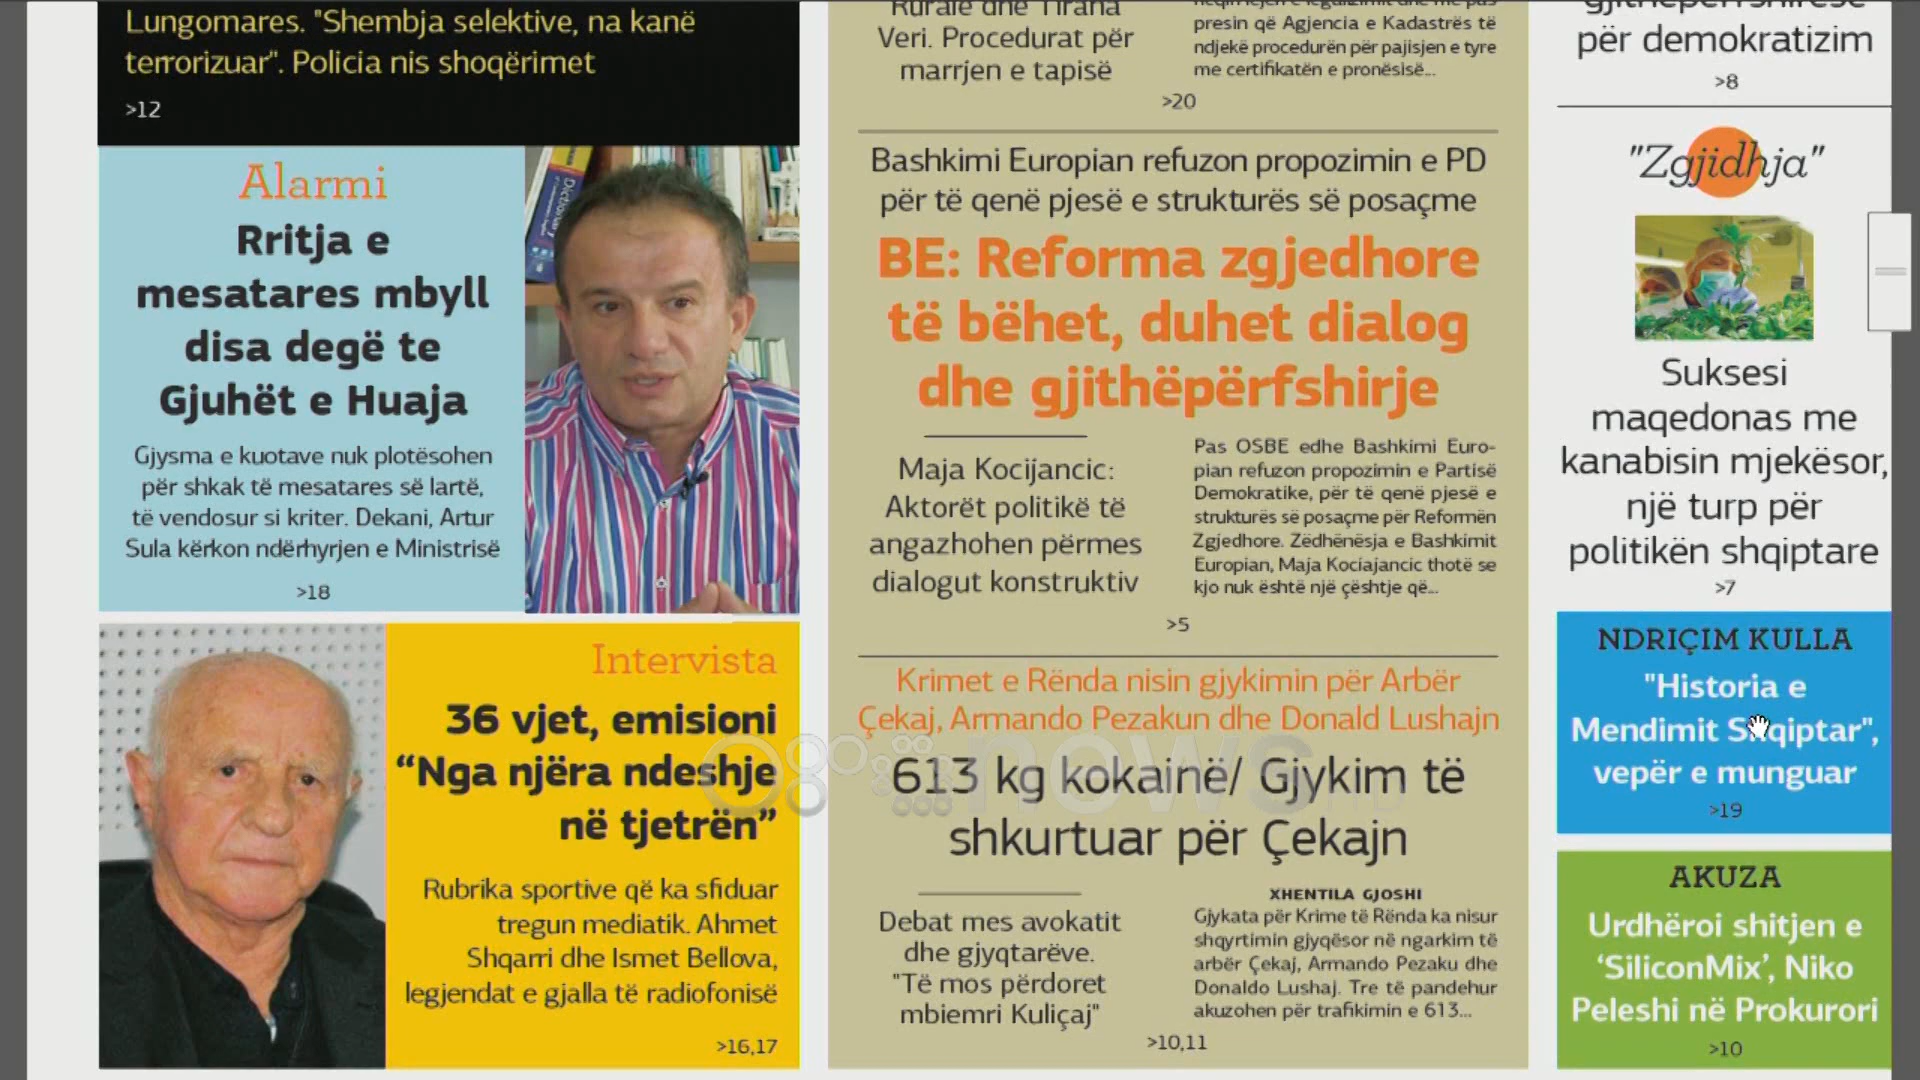 Lungomares. "Shembja selektive, na kanë
terrorizuar". Policia nis shoqërimet
>12
Alarmi
Rritja e
mesatares mbyll
disa degë te
Gjuhët e Huaja
Gjysma e kuotave nuk plotësohen
për shkak të mesatares së lartë,
të vendosur si kriter. Dekani, Artur
Sula kërkon ndërhyrjen e Ministrisë
>18
Intervista
36 vjet, emisioni
“Nga njëra ndeshje
në tjetrën”
Rubrika sportive që ka sfiduar
tregun mediatik. Ahmet
Shqarri dhe Ismet Bellova,
legjendat e gjalla të radiofonisë
>16,17
Rurale dhe Tirana
Veri. Procedurat për
marrjen e tapisë
heqin lejen e legalizimit dhe më pas
presin që Agjencia e Kadastrës të
ndjekë procedurën për pajisjen e tyre
me certifikatën e pronësisë...
>20
Bashkimi Europian refuzon propozimin e PD
për të qenë pjesë e strukturës së posaçme
BE: Reforma zgjedhore
të bëhet, duhet dialog
dhe gjithëpërfshirje
Maja Kocijancic:
Aktorët politikë të
angazhohen përmes
dialogut konstruktiv
Pas OSBE edhe Bashkimi Euro-
pian refuzon propozimin e Partisë
Demokratike, për të qenë pjesë e
strukturës së posaçme për Reformën
Zgjedhore. Zëdhënësja e Bashkimit
Europian, Maja Kociajancic thotë se
kjo nuk është një çështje që...
>5
Krimet e Rënda nisin gjykimin për Arbër
Çekaj, Armando Pezakun dhe Donald Lushajn
613 kg kokainë/ Gjykim të
shkurtuar për Çekajn
Debat mes avokatit
dhe gjyqtarëve.
"Të mos përdoret
mbiemri Kuliçaj"
XHENTILA GJOSHI
Gjykata për Krime të Rënda ka nisur
shqyrtimin gjyqësor në ngarkim të
arbër Çekaj, Armando Pezaku dhe
Donaldo Lushaj. Tre të pandehur
akuzohen për trafikimin e 613...
>10,11
gjithëpërfshirëse
për demokratizim
>8
"Zgjidhja"
Suksesi
maqedonas me
kanabisin mjekësor,
një turp për
politikën shqiptare
>7
NDRIÇIM KULLA
"Historia e
Mendimit Shqiptar",
vepër e munguar
>19
AKUZA
Urdhëroi shitjen e
‘SiliconMix’, Niko
Peleshi në Prokurori
>10
news